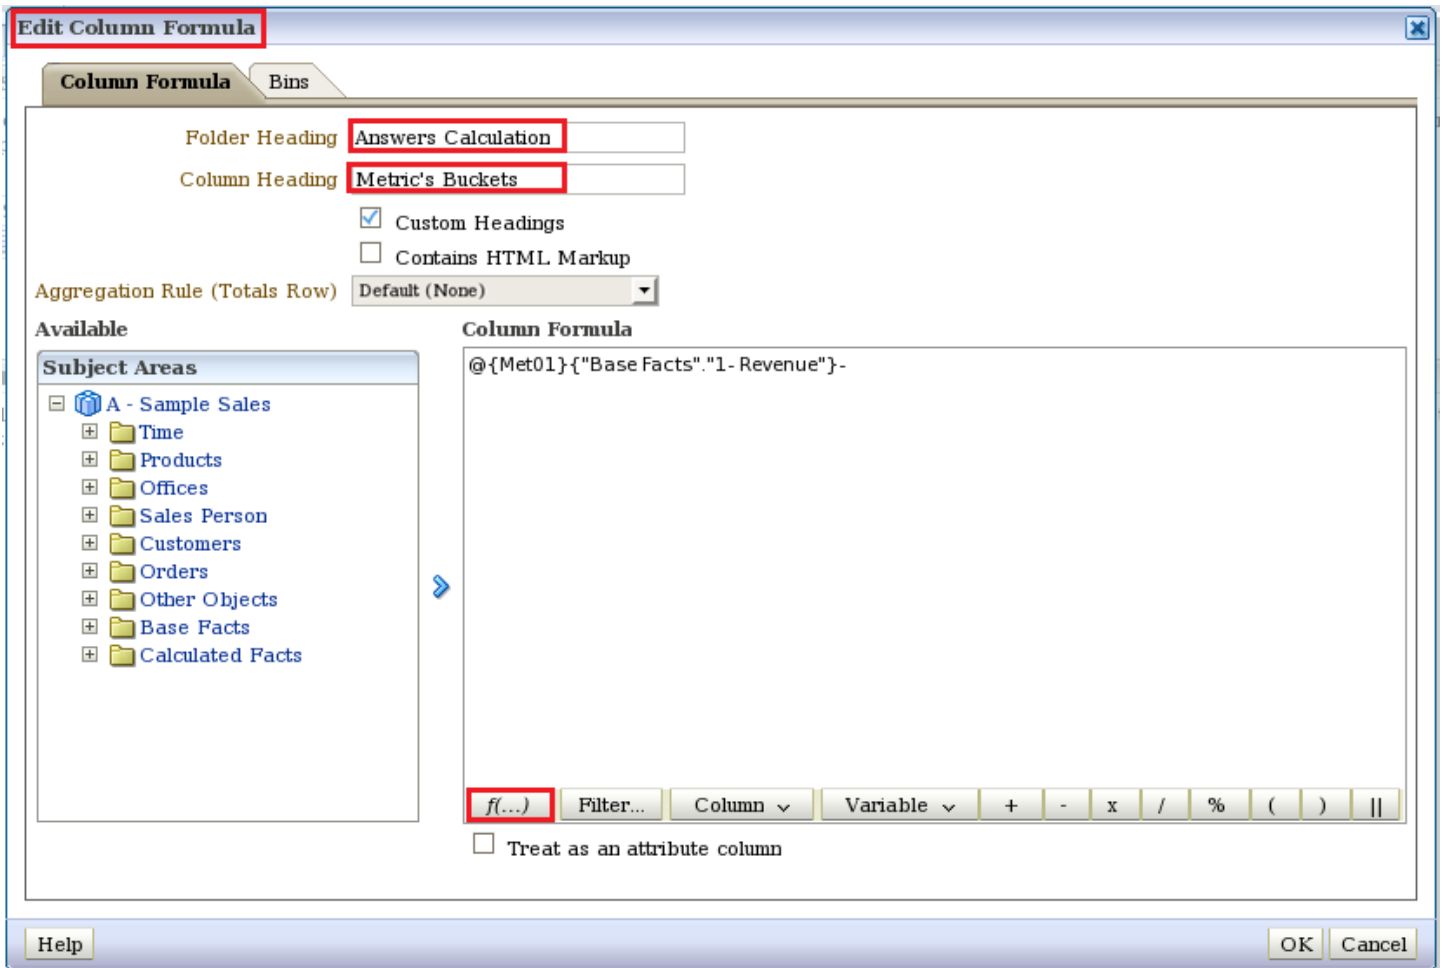 Edit Column Formula
Column Formula
Bins
Folder Heading Answers Calculation
Column Heading Metric's Buckets
Custom Headings
Contains HTML Markup
Aggregation Rule (Totals Row) Default (None)
Available
Column Formula
Subject Areas
@{Met01}{"Base Facts"."1- Revenue"}-
A - Sample Sales
Time
Products
Offices
Sales Person
Customers
Orders
Other Objects
Base Facts
Calculated Facts
f(...) Filter... Column Variable + - x / % ( ) ||
Treat as an attribute column
Help OK Cancel